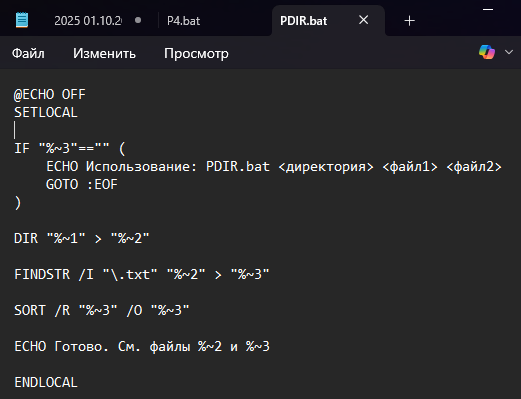 2025 01.10.2
P4.bat
PDIR.bat
Файл Изменить Просмотр
@ECHO OFF
SETLOCAL
IF "%~3"=="" (
    ECHO Использование: PDIR.bat <директория> <файл1> <файл2>
    GOTO :EOF
)
DIR "%~1" > "%~2"
FINDSTR /I "\.txt" "%~2" > "%~3"
SORT /R "%~3" /O "%~3"
ECHO Готово. См. файлы %~2 и %~3
ENDLOCAL